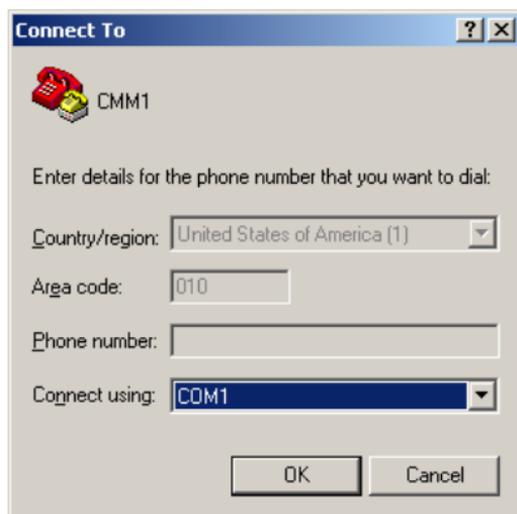 Connect To
CMM1
Enter details for the phone number that you want to dial:
Country/region: United States of America (1)
Area code: 010
Phone number:
Connect using: COM1
OK Cancel